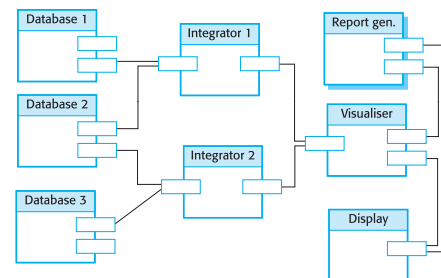 Database 1
Integrator 1
Report gen.
Database 2
Visualiser
Integrator 2
Database 3
Display